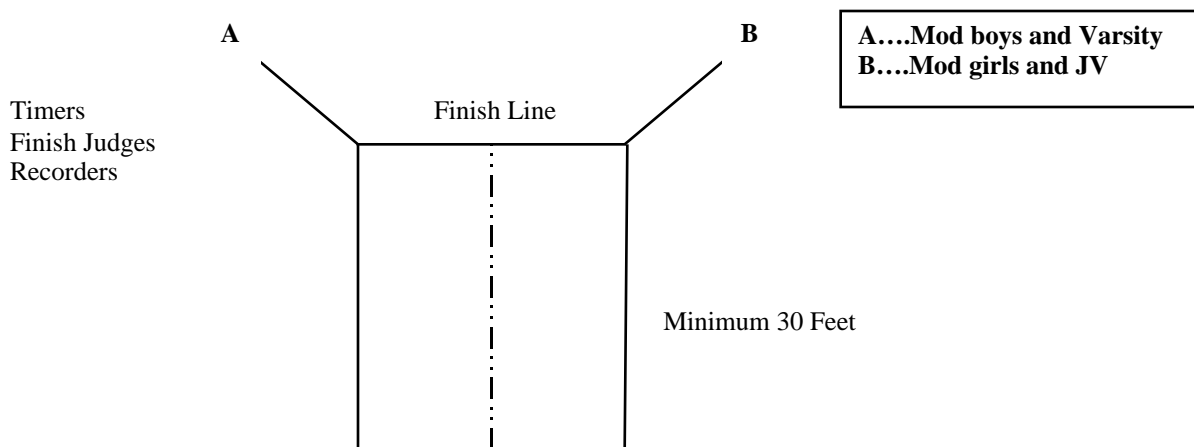 A
B
A….Mod boys and Varsity
B….Mod girls and JV
Timers
Finish Judges
Recorders
Finish Line
Minimum 30 Feet